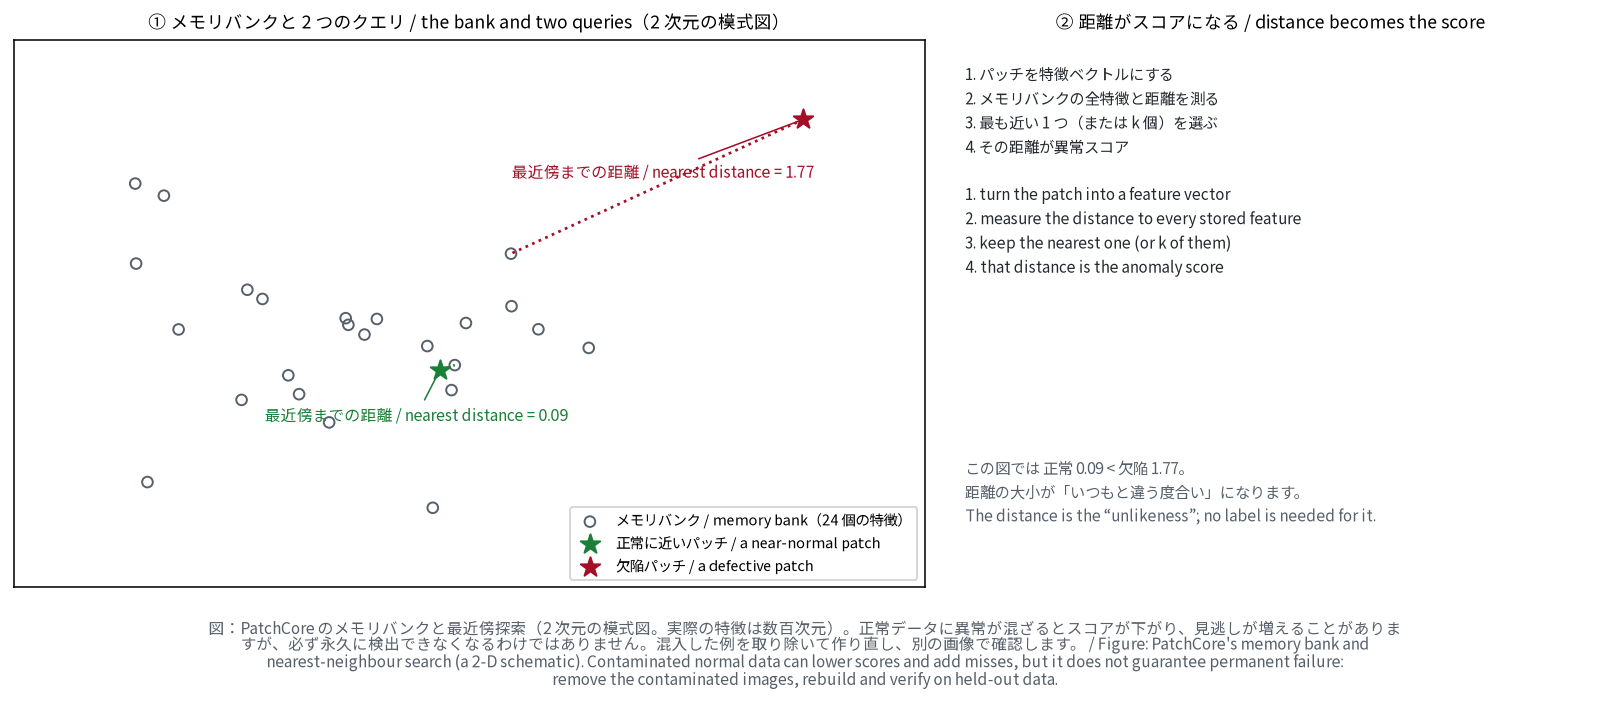 ① メモリバンクと 2 つのクエリ / the bank and two queries（2 次元の模式図）
最近傍までの距離 / nearest distance = 1.77
最近傍までの距離 / nearest distance = 0.09
メモリバンク / memory bank（24 個の特徴）
正常に近いパッチ / a near-normal patch
欠陥パッチ / a defective patch
② 距離がスコアになる / distance becomes the score
1. パッチを特徴ベクトルにする
2. メモリバンクの全特徴と距離を測る
3. 最も近い 1 つ（または k 個）を選ぶ
4. その距離が異常スコア
1. turn the patch into a feature vector
2. measure the distance to every stored feature
3. keep the nearest one (or k of them)
4. that distance is the anomaly score
この図では 正常 0.09 < 欠陥 1.77。
距離の大小が「いつもと違う度合い」になります。
The distance is the “unlikeness”; no label is needed for it.
図：PatchCore のメモリバンクと最近傍探索（2 次元の模式図。実際の特徴は数百次元）。正常データに異常が混ざるとスコアが下がり、見逃しが増えることがありま
すが、必ず永久に検出できなくなるわけではありません。混入した例を取り除いて作り直し、別の画像で確認します。 / Figure: PatchCore's memory bank and
nearest-neighbour search (a 2-D schematic). Contaminated normal data can lower scores and add misses, but it does not guarantee permanent failure:
remove the contaminated images, rebuild and verify on held-out data.